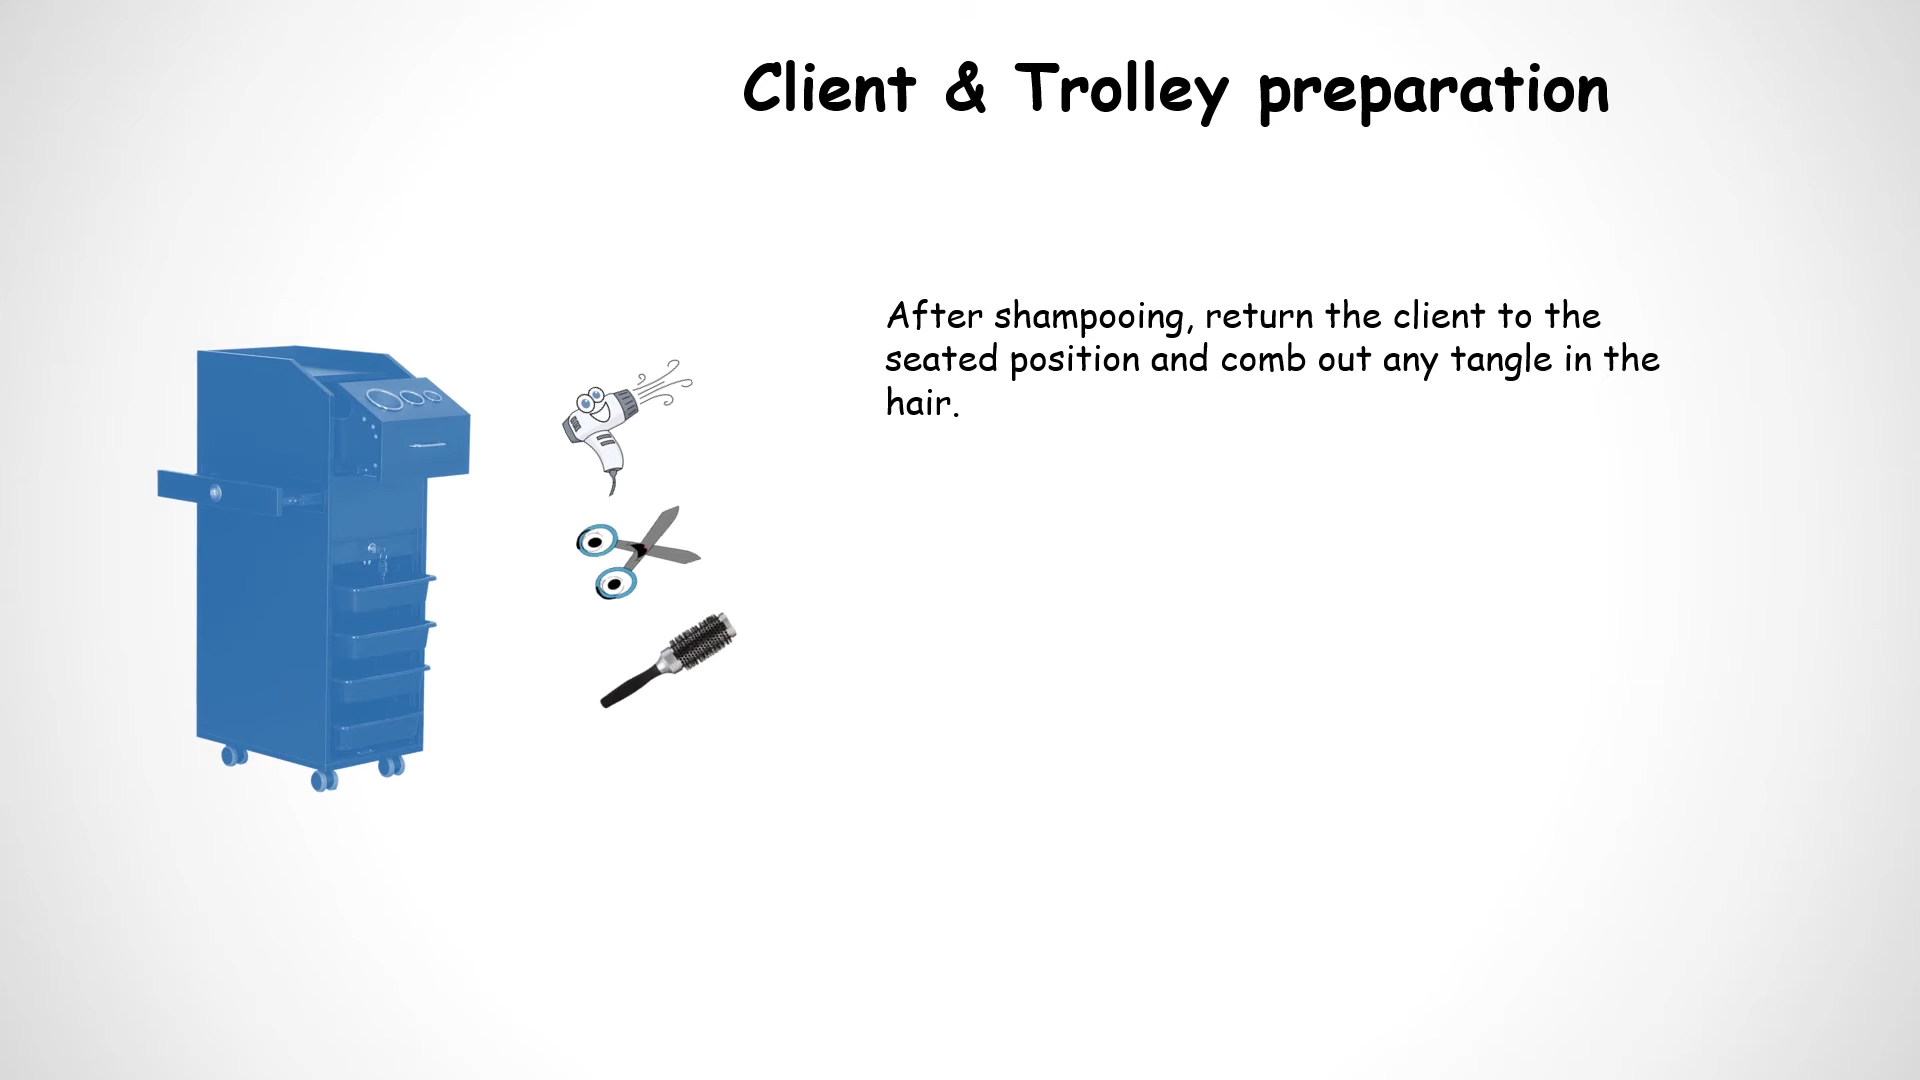 Client & Trolley preparation
After shampooing, return the client to the
seated position and comb out any tangle in the
hair.